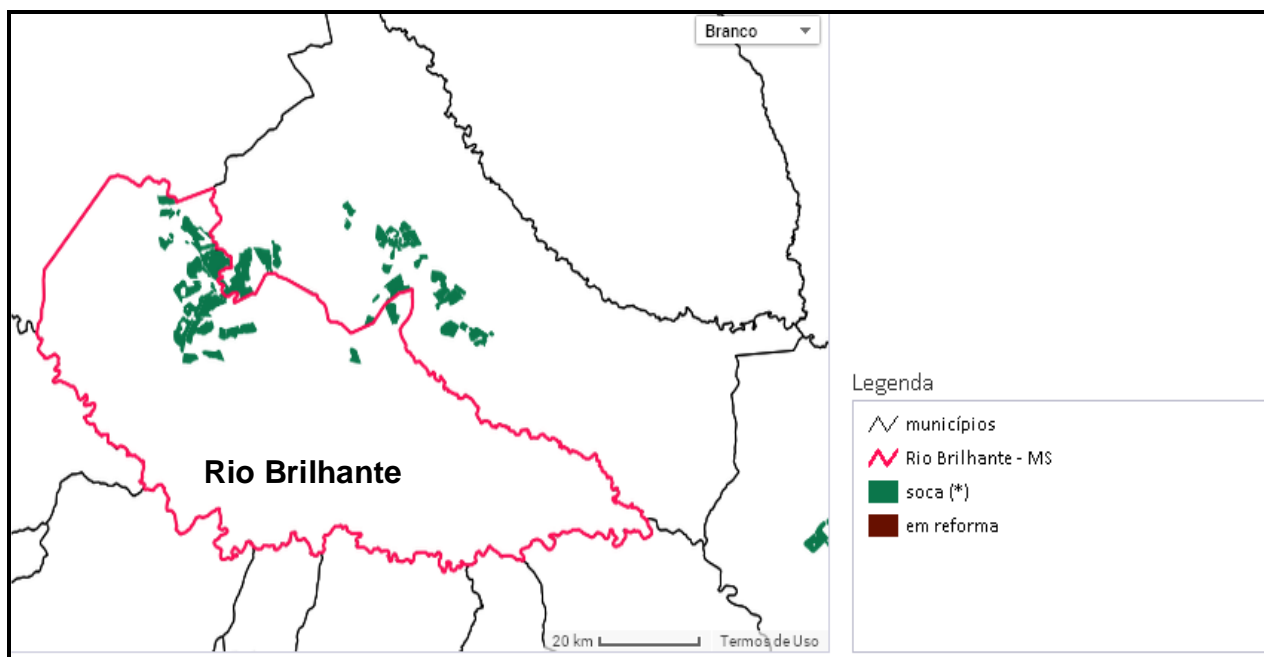 Branco
Rio Brilhante
20 km
Termos de Uso
Legenda
municípios
Rio Brilhante - MS
soca (*)
em reforma